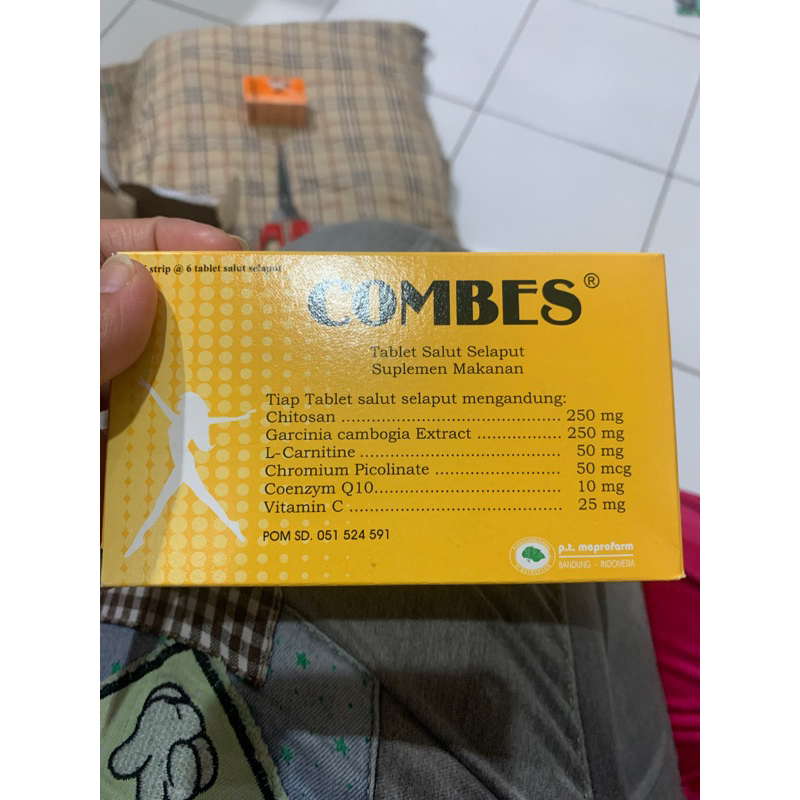 strip @ 6 tablet salut selaput
COMBES®
Tablet Salut Selaput
Suplemen Makanan
Tiap Tablet salut selaput mengandung:
Chitosan ................................................ 250 mg
Garcinia cambogia Extract .................. 250 mg
L-Carnitine ............................................ 50 mg
Chromium Picolinate ............................ 50 mcg
Coenzym Q10......................................... 10 mg
Vitamin C .............................................. 25 mg
POM SD. 051 524 591
p.t. meprofarm
BANDUNG - INDONESIA